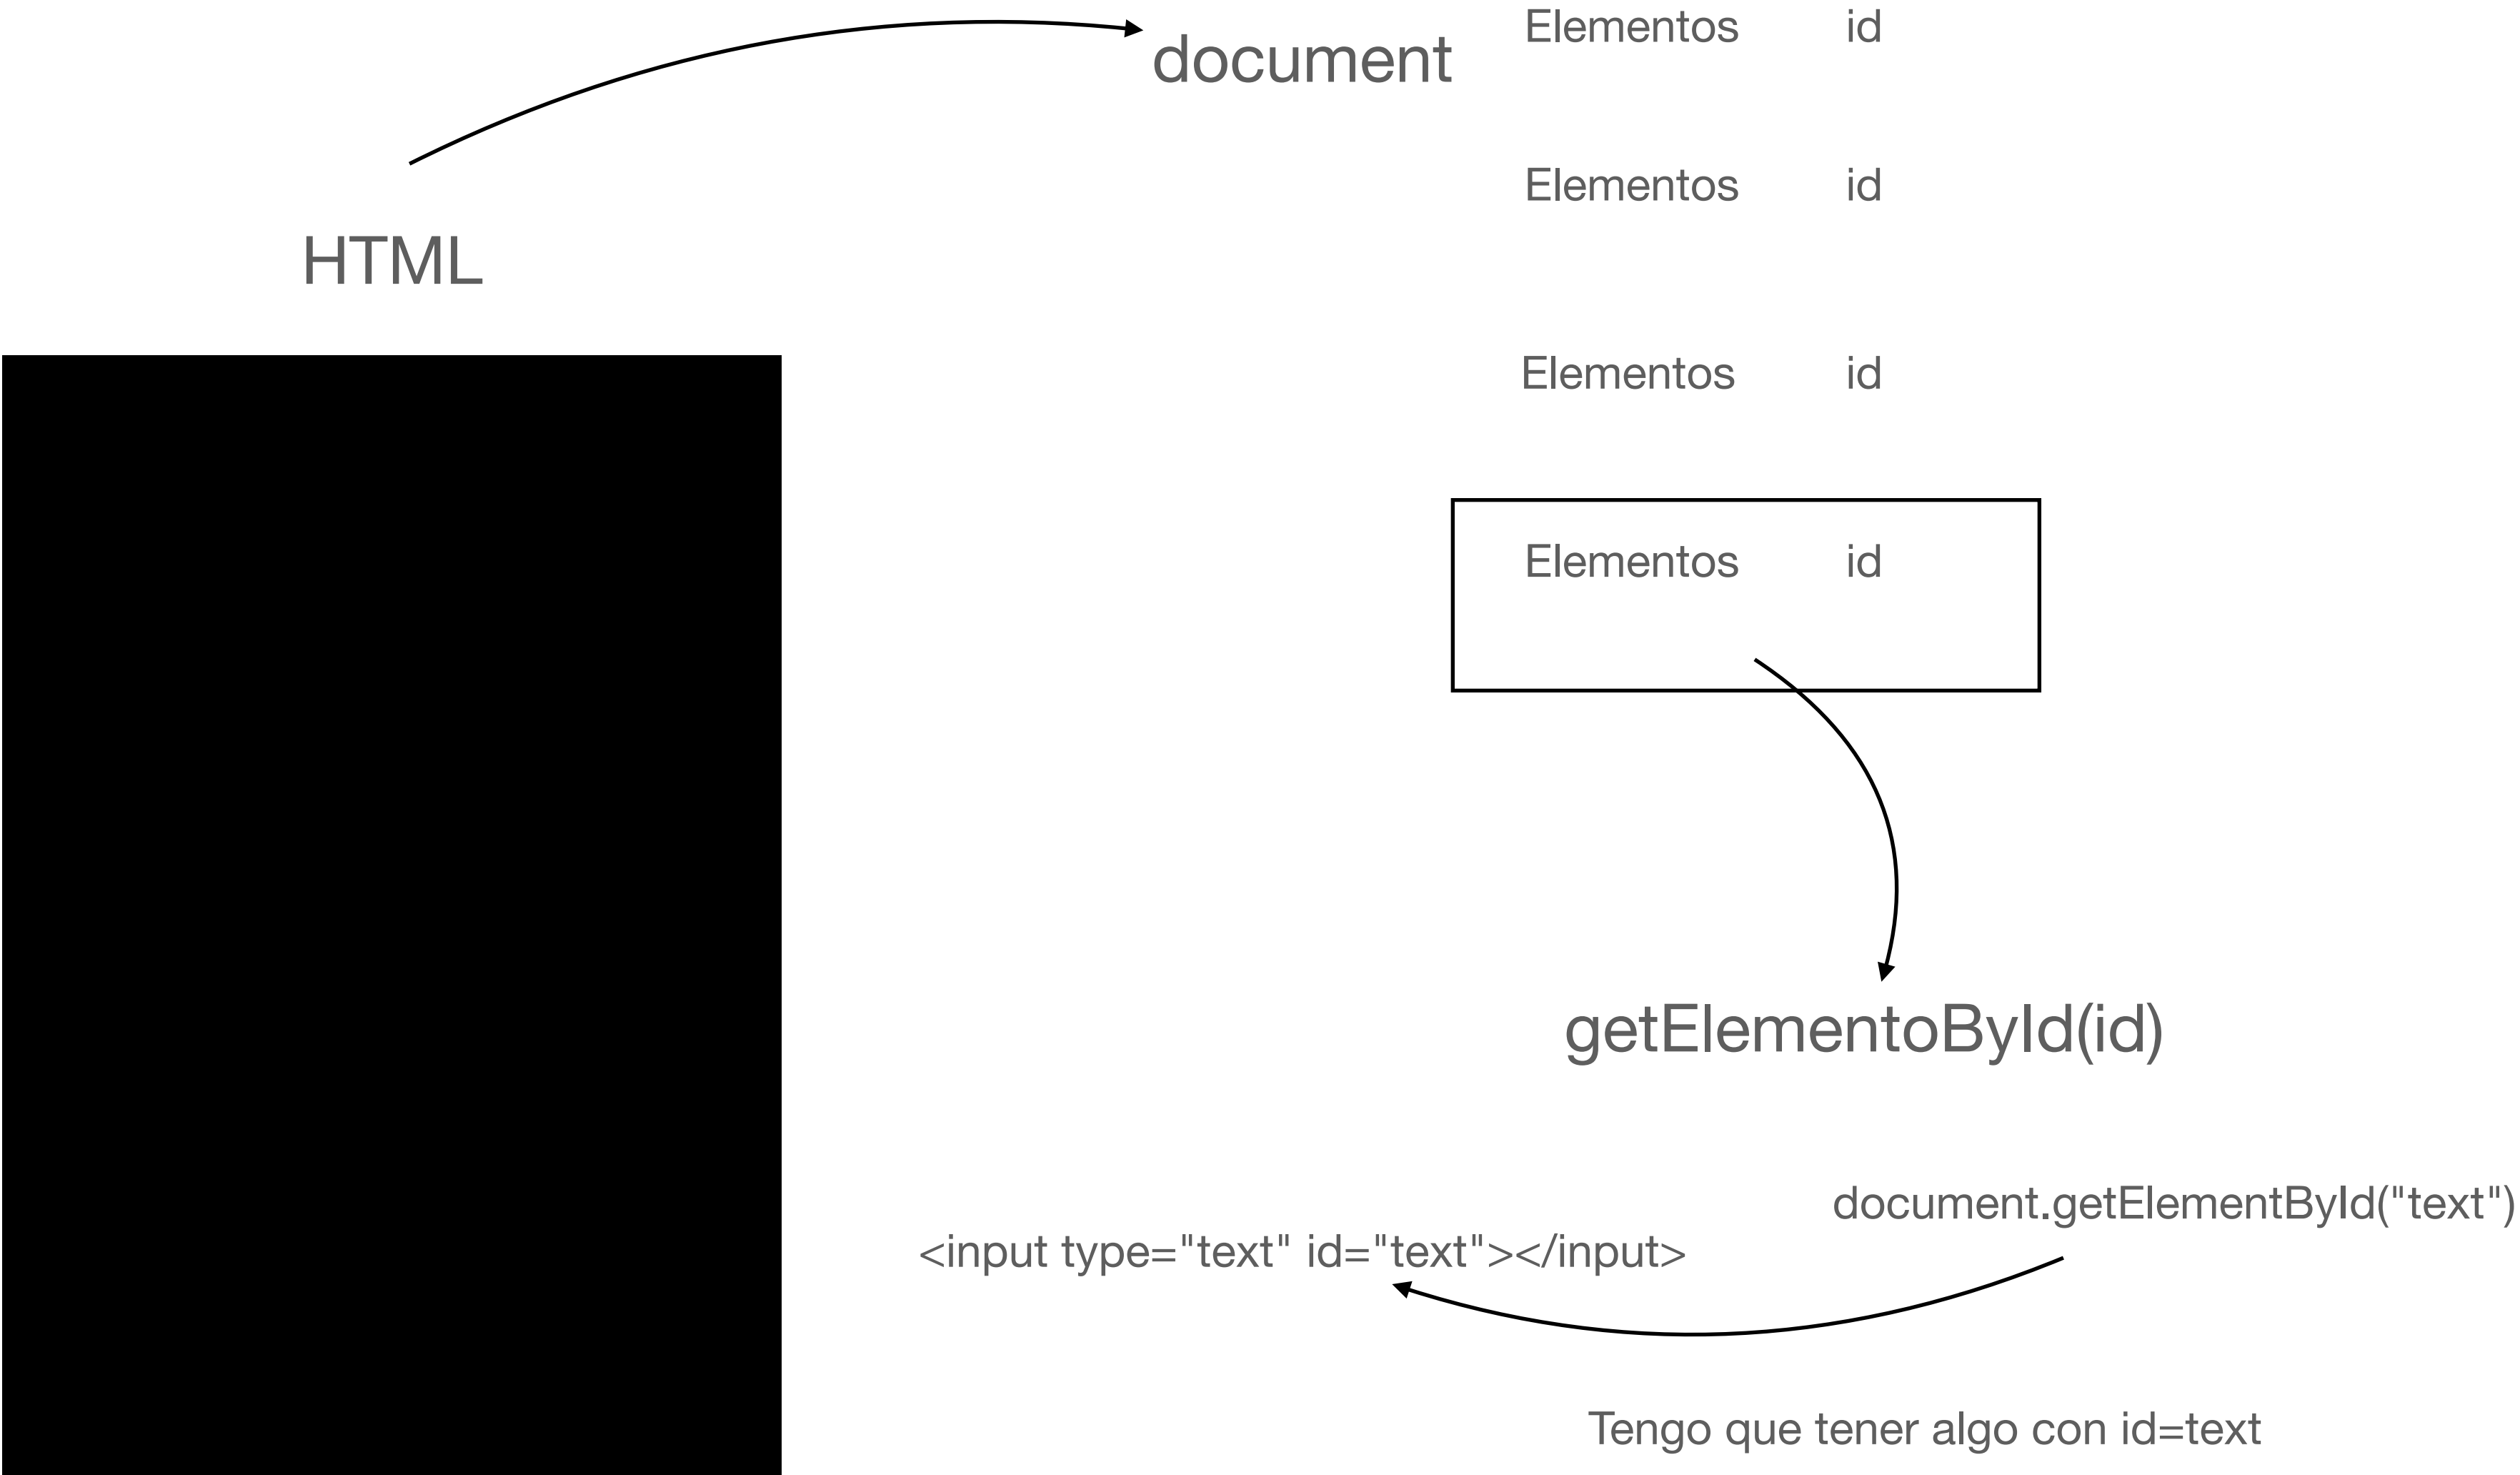 document
Elementos id
Elementos id
HTML
Elementos id
Elementos id
getElementoById(id)
document.getElementById("text")
<input type="text" id="text"></input>
Tengo que tener algo con id=text